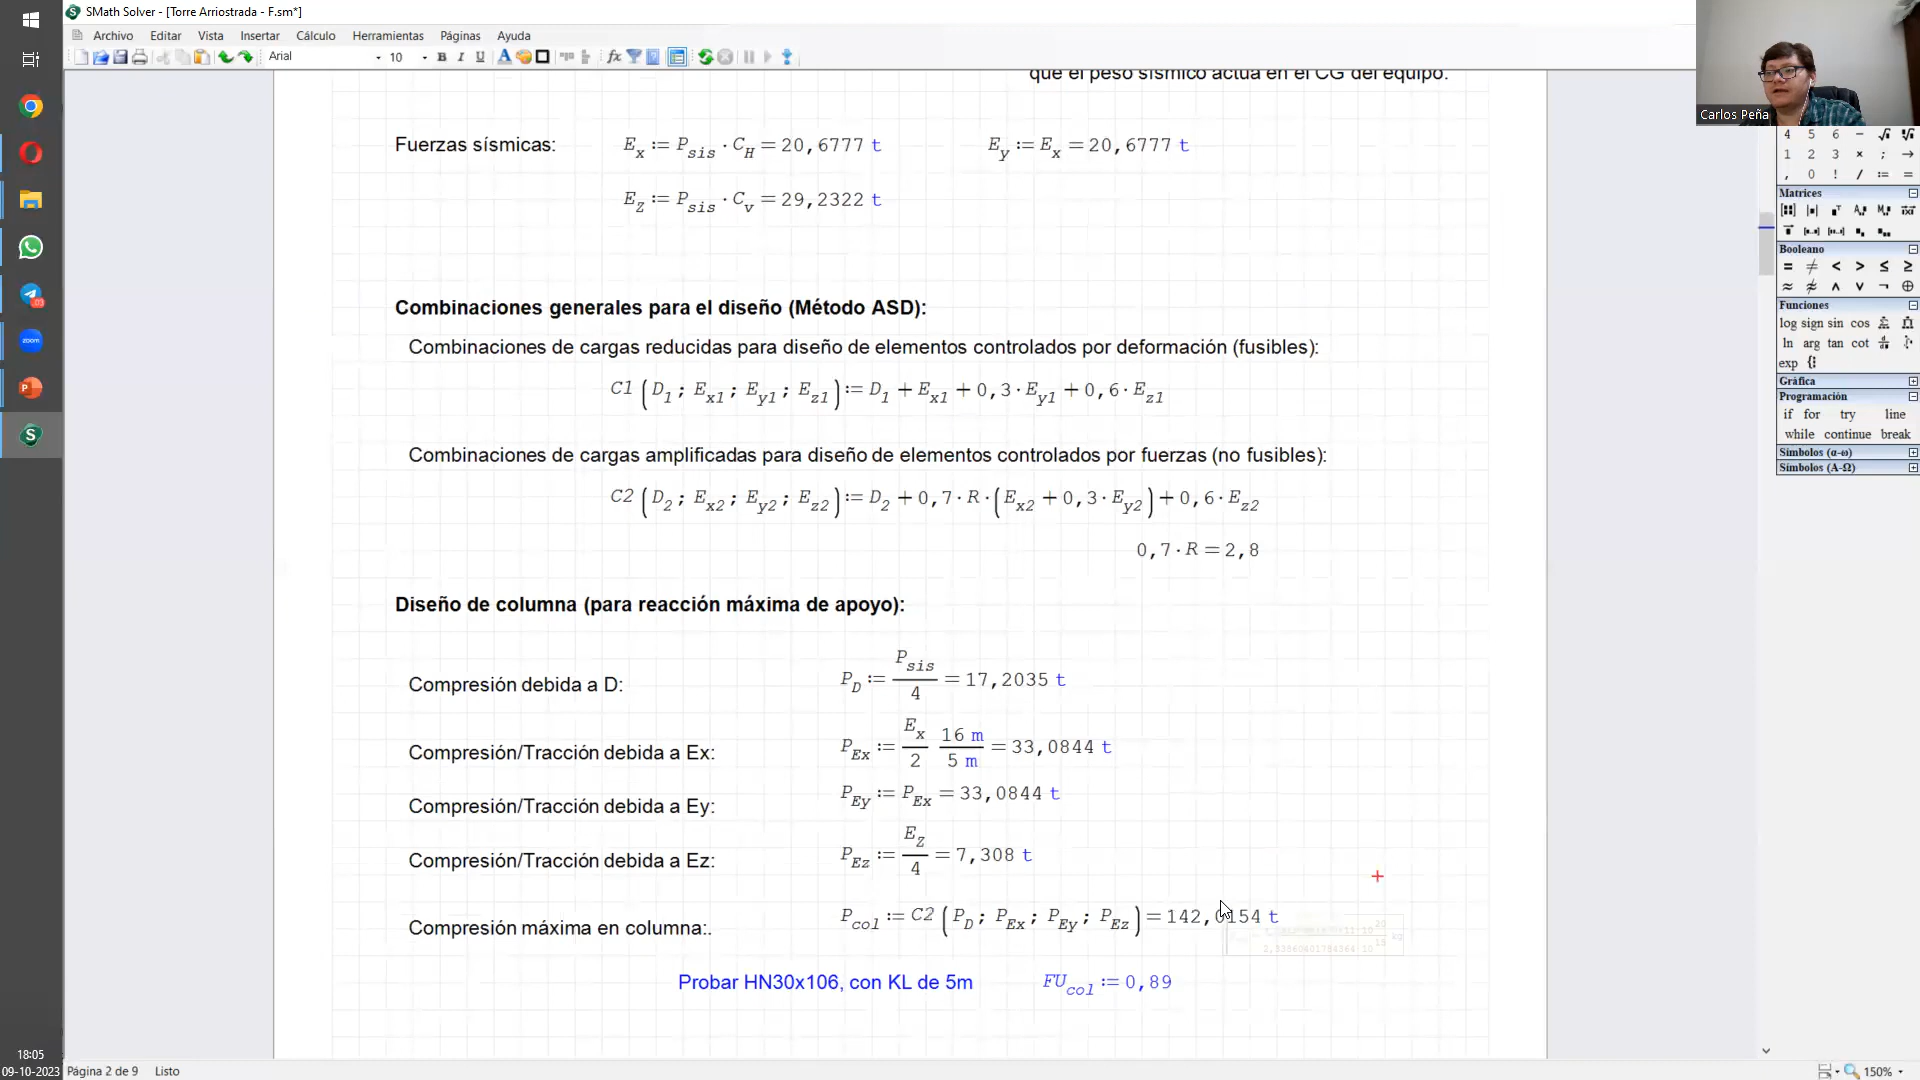 SMath Solver - [Torre Arriostrada - F.sm*]
Archivo Editar Vista Insertar Cálculo Herramientas Páginas Ayuda
Arial 10 B I U
que el peso sísmico actúa en el CG del equipo.
Carlos Peña
Fuerzas sísmicas: E_x := P_sis · C_H = 20,6777 t E_y := E_x = 20,6777 t
E_Z := P_sis · C_v = 29,2322 t
Combinaciones generales para el diseño (Método ASD):
Combinaciones de cargas reducidas para diseño de elementos controlados por deformación (fusibles):
C1 (D_1 ; E_x1 ; E_y1 ; E_z1) := D_1 + E_x1 + 0,3 · E_y1 + 0,6 · E_z1
Combinaciones de cargas amplificadas para diseño de elementos controlados por fuerzas (no fusibles):
C2 (D_2 ; E_x2 ; E_y2 ; E_z2) := D_2 + 0,7 · R · (E_x2 + 0,3 · E_y2) + 0,6 · E_z2
0,7 · R = 2,8
Diseño de columna (para reacción máxima de apoyo):
Compresión debida a D: P_D := P_sis / 4 = 17,2035 t
Compresión/Tracción debida a Ex: P_Ex := E_x / 2 16 m / 5 m = 33,0844 t
Compresión/Tracción debida a Ey: P_Ey := P_Ex = 33,0844 t
Compresión/Tracción debida a Ez: P_Ez := E_Z / 4 = 7,308 t
Compresión máxima en columna:. P_col := C2 (P_D ; P_Ex ; P_Ey ; P_Ez) = 142,0154 t
Probar HN30x106, con KL de 5m FU_col := 0,89
4 5 6 −
1 2 3 × ; →
, 0 ! / := =
Matrices
Booleano
= ≠ < > ≤ ≥
≈ ∧ ∨ ¬ ⊕
Funciones
log sign sin cos
ln arg tan cot
exp
Gráfica
Programación
if for try line
while continue break
Símbolos (α-ω)
Símbolos (Α-Ω)
zoom
18:05
09-10-2023
Página 2 de 9 Listo
150%